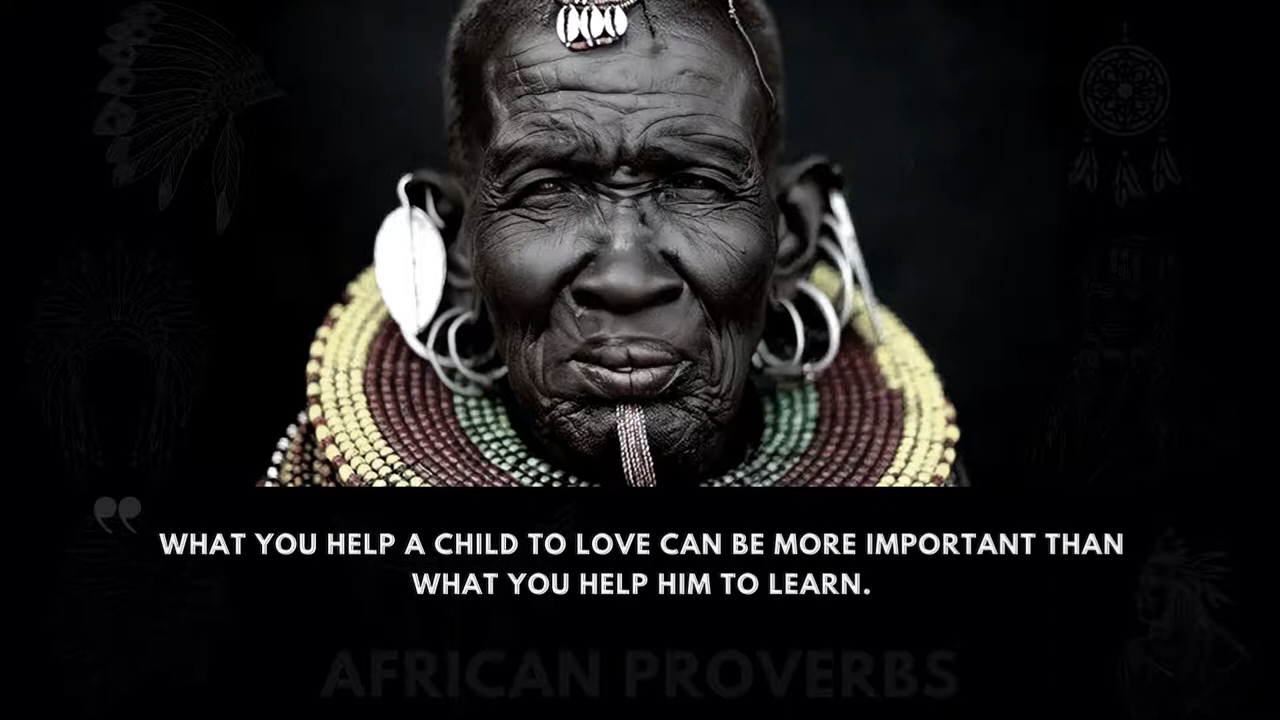 WHAT YOU HELP A CHILD TO LOVE CAN BE MORE IMPORTANT THAN
WHAT YOU HELP HIM TO LEARN.
AFRICAN PROVERBS